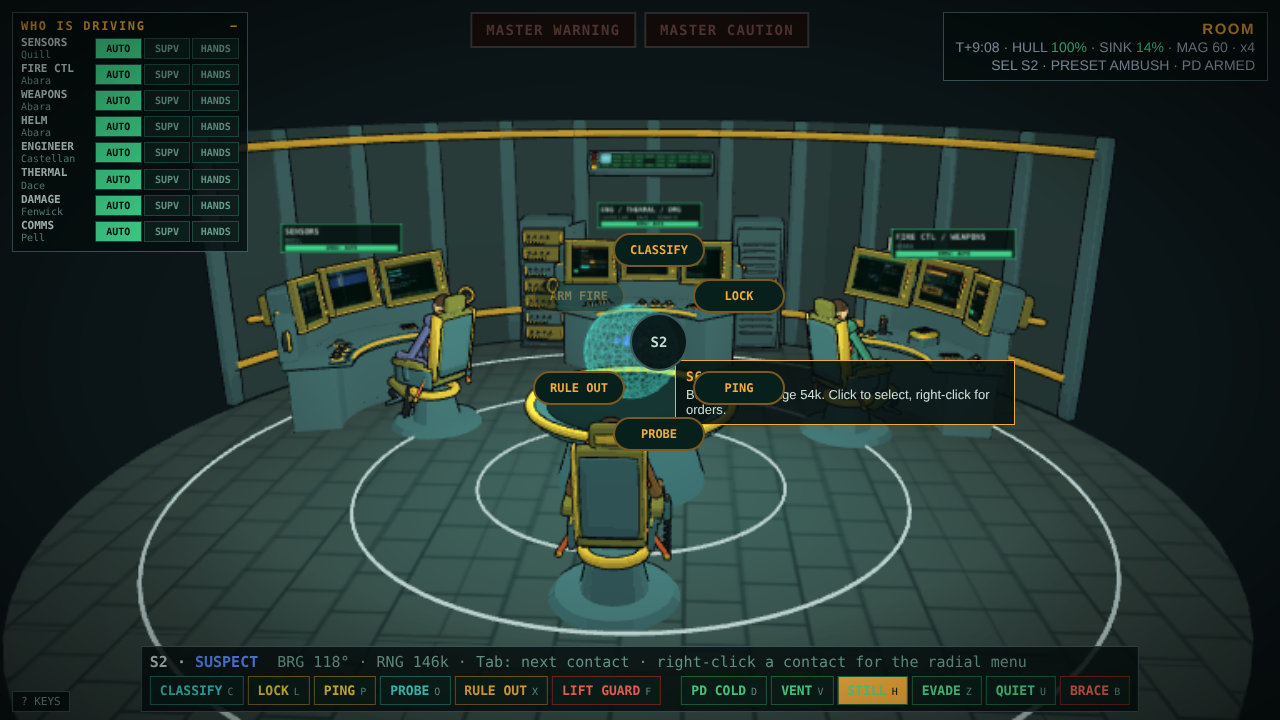 WHO IS DRIVING –
SENSORS AUTO SUPV HANDS
Quill
FIRE CTL AUTO SUPV HANDS
Abara
WEAPONS AUTO SUPV HANDS
Abara
HELM AUTO SUPV HANDS
Abara
ENGINEER AUTO SUPV HANDS
Castellan
THERMAL AUTO SUPV HANDS
Dace
DAMAGE AUTO SUPV HANDS
Fenwick
COMMS AUTO SUPV HANDS
Pell
MASTER WARNING MASTER CAUTION
ROOM
T+9:08 · HULL 100% · SINK 14% · MAG 60 · x4
SEL S2 · PRESET AMBUSH · PD ARMED
ENG / THERMAL / DMG
SENSORS
FIRE CTL / WEAPONS
CLASSIFY
ARM FIRE LOCK
S2
RULE OUT PING
PROBE
54k. Click to select, right-click for
orders.
S2 · SUSPECT BRG 118° · RNG 146k · Tab: next contact · right-click a contact for the radial menu
CLASSIFY C LOCK L PING P PROBE O RULE OUT X LIFT GUARD F PD COLD D VENT V STILL H EVADE Z QUIET U BRACE B
? KEYS